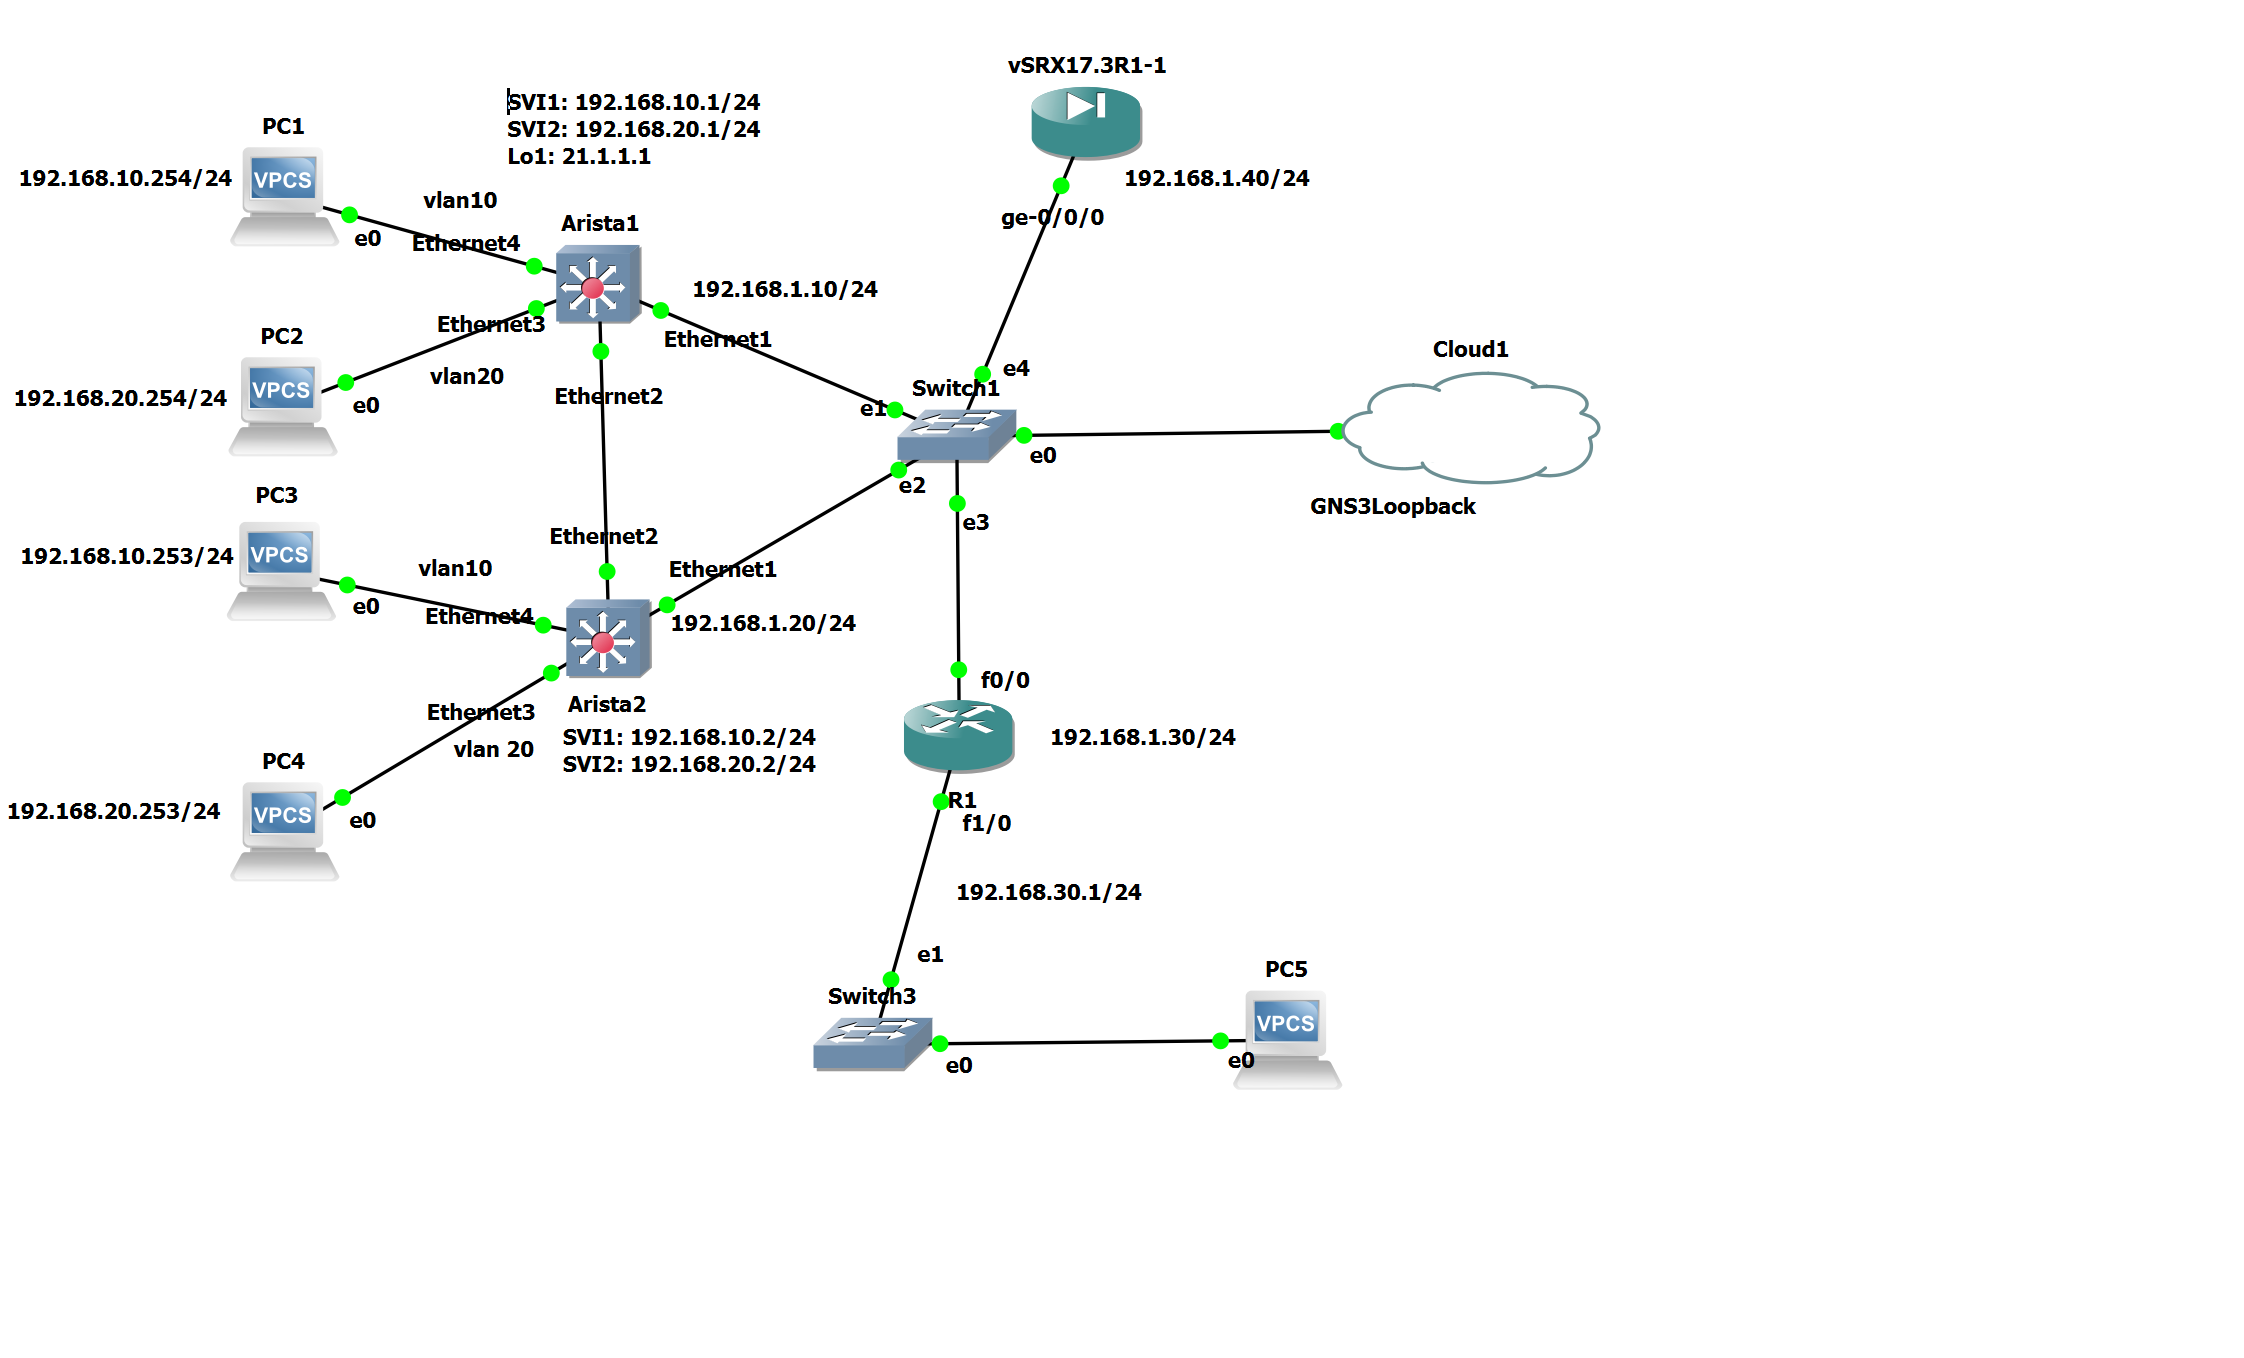 vSRX17.3R1-1
SVI1: 192.168.10.1/24
SVI2: 192.168.20.1/24
Lo1: 21.1.1.1
PC1
192.168.10.254/24
VPCS
192.168.1.40/24
vlan10
ge-0/0/0
Arista1
e0
Ethernet4
192.168.1.10/24
Ethernet3
PC2
Ethernet1
Cloud1
e4
vlan20
Switch1
VPCS
192.168.20.254/24
Ethernet2
e0
e1
e0
e2
PC3
GNS3Loopback
e3
Ethernet2
192.168.10.253/24
VPCS
vlan10
Ethernet1
e0
Ethernet4
192.168.1.20/24
f0/0
Arista2
Ethernet3
192.168.1.30/24
SVI1: 192.168.10.2/24
SVI2: 192.168.20.2/24
vlan 20
PC4
R1
192.168.20.253/24
VPCS
e0
f1/0
192.168.30.1/24
e1
PC5
Switch3
VPCS
e0
e0